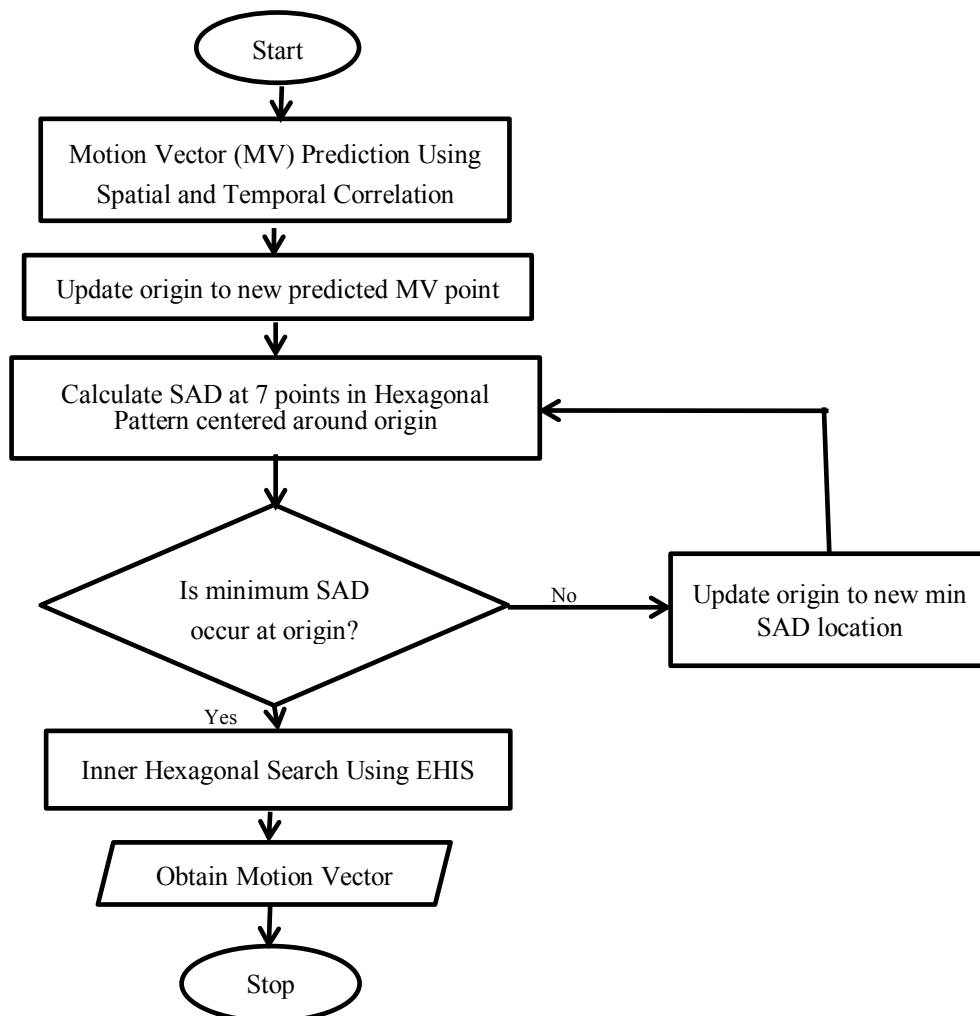 Start
Motion Vector (MV) Prediction Using
Spatial and Temporal Correlation
Update origin to new predicted MV point
Calculate SAD at 7 points in Hexagonal
Pattern centered around origin
Is minimum SAD
occur at origin?
No
Update origin to new min
SAD location
Yes
Inner Hexagonal Search Using EHIS
Obtain Motion Vector
Stop